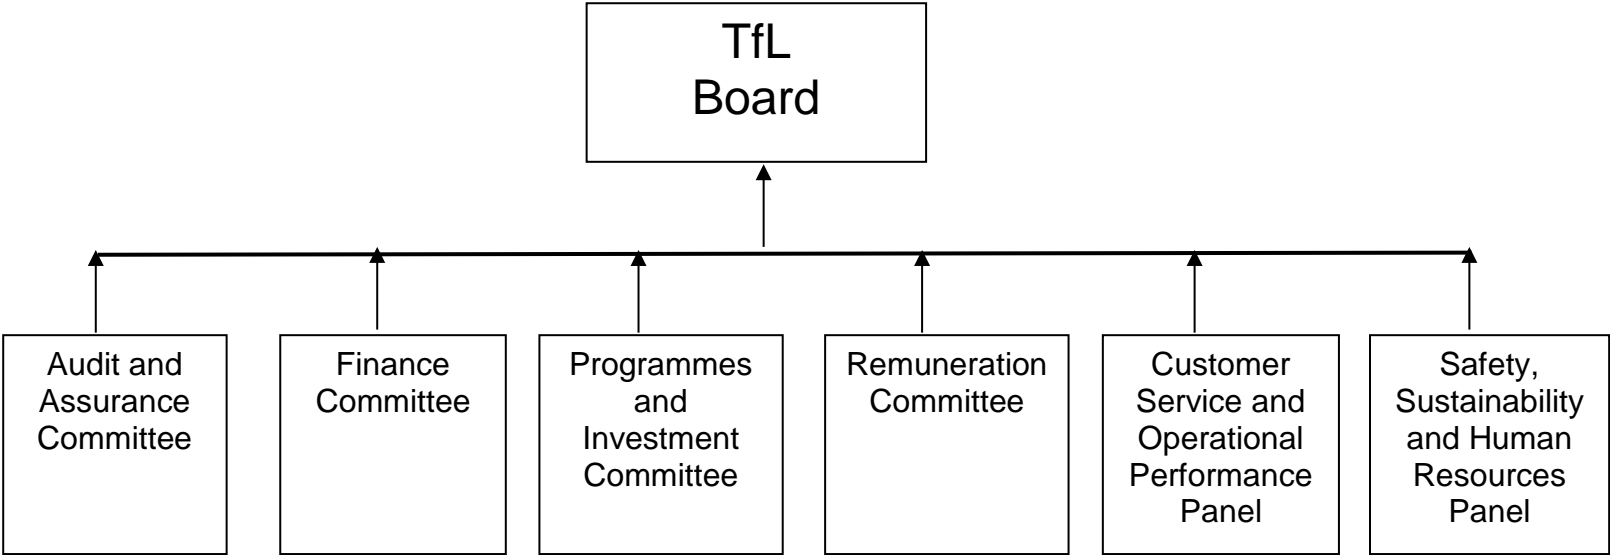 TfL
Board
Audit and
Assurance
Committee
Finance
Committee
Programmes
and
Investment
Committee
Remuneration
Committee
Customer
Service and
Operational
Performance
Panel
Safety,
Sustainability
and Human
Resources
Panel